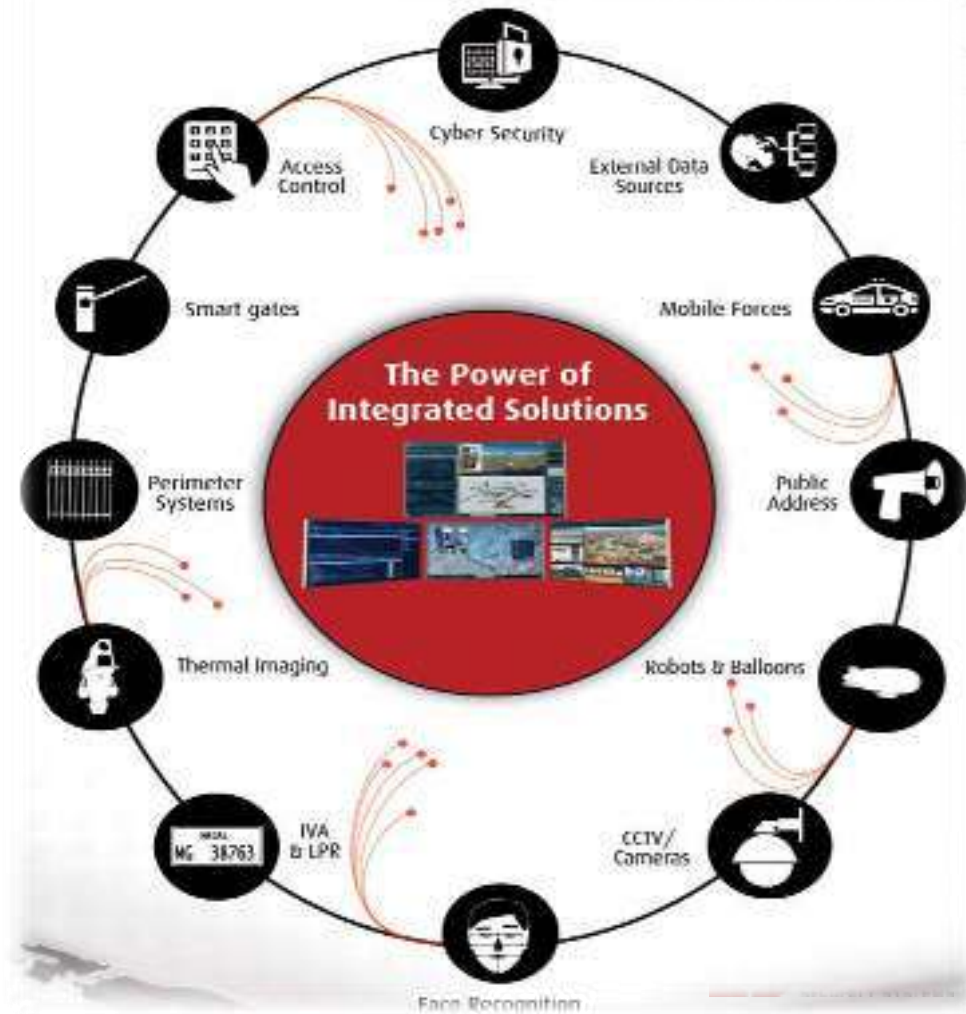 Cyber Security
Access
Control
External Data
Sources
Smart gates
Mobile Forces
The Power of
Integrated Solutions
Perimeter
Systems
Public
Address
Thermal Imaging
Robots & Balloons
IVA
& LPR
MG 38763
CCTV/
Cameras
Face Recognition